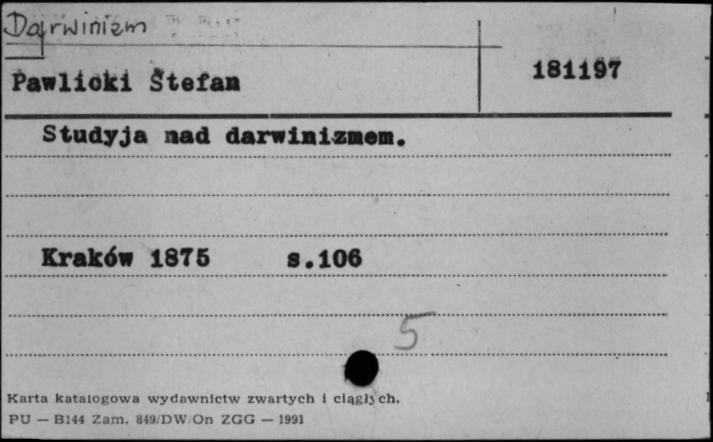 Darwinizm
Pawlicki Stefan
181197
Studyja nad darwinizmem.
Kraków 1875 s.106
5
Karta katalogowa wydawnictw zwartych i ciągłych.
PU — B144 Zam. 849/DW/On ZGG — 1991